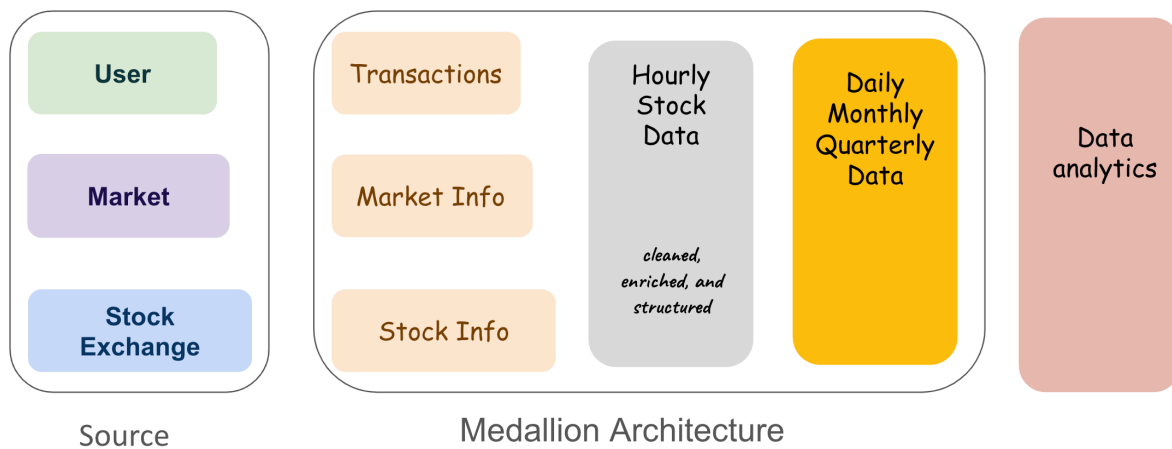 User
Market
Stock
Exchange
Source
Transactions
Market Info
Stock Info
Hourly
Stock
Data
cleaned,
enriched, and
structured
Daily
Monthly
Quarterly
Data
Medallion Architecture
Data
analytics